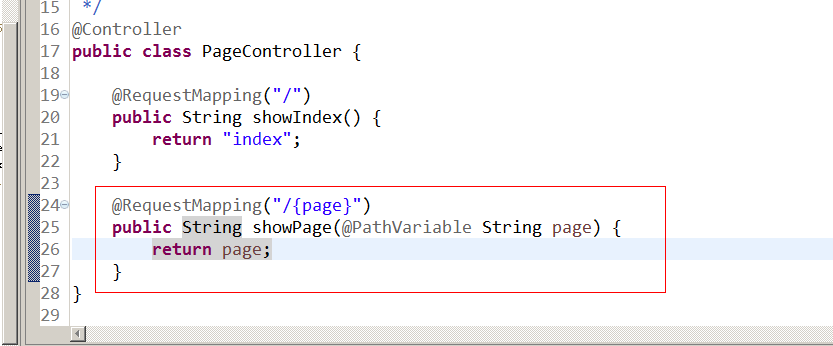 15  */
16 @Controller
17 public class PageController {
18
19     @RequestMapping("/")
20     public String showIndex() {
21         return "index";
22     }
23
24     @RequestMapping("/{page}")
25     public String showPage(@PathVariable String page) {
26         return page;
27     }
28 }
29